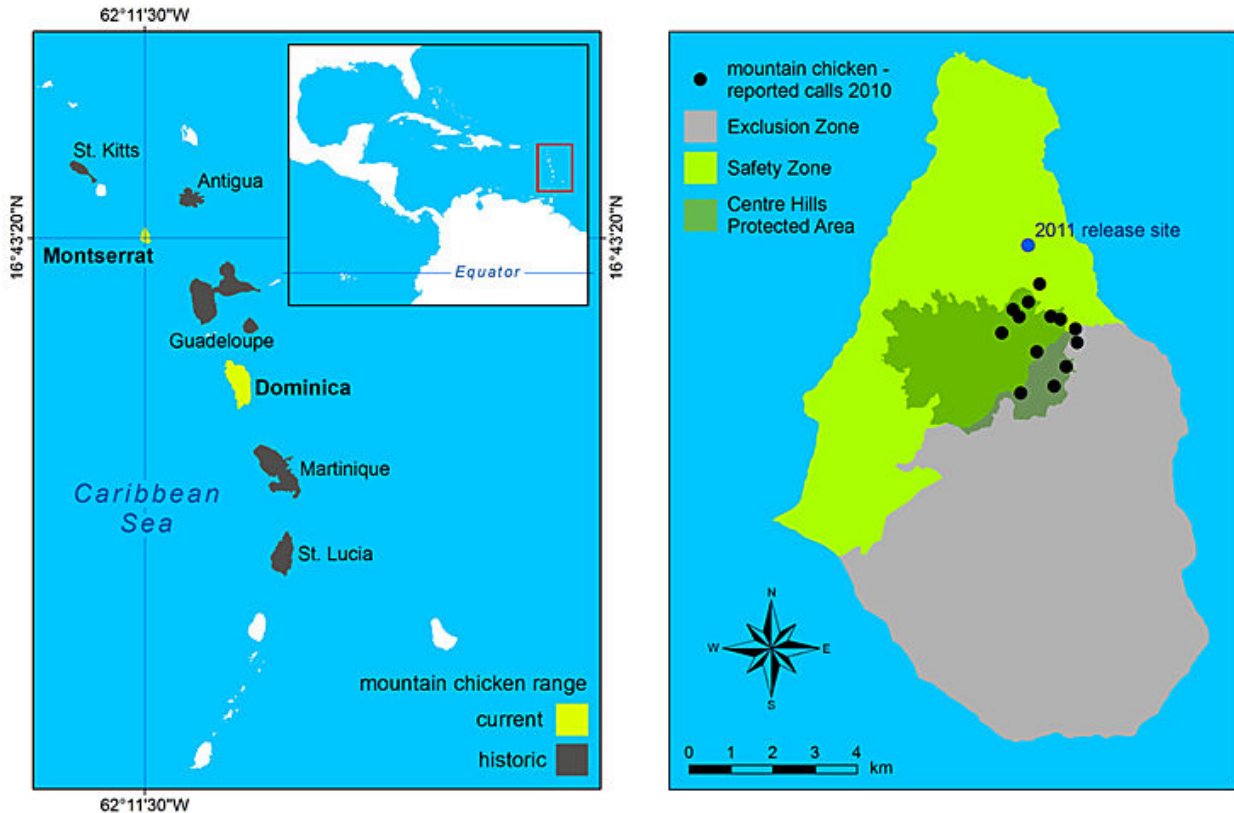 62°11'30"W
St. Kitts
Antigua
16°43'20"N
Montserrat
16°43'20"N
Equator
Guadeloupe
Dominica
Martinique
Caribbean
Sea
St. Lucia
mountain chicken range
current
historic
62°11'30"W
mountain chicken -
reported calls 2010
Exclusion Zone
Safety Zone
Centre Hills
Protected Area
2011 release site
N
W
E
S
0 1 2 3 4
km